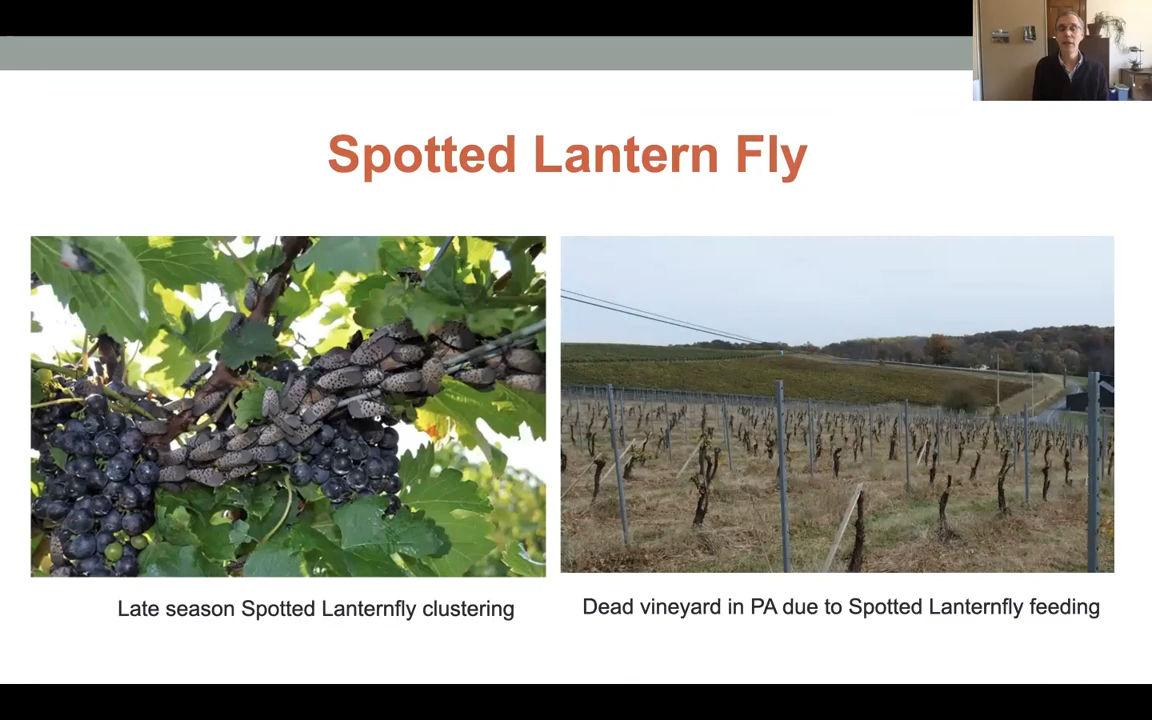 Spotted Lantern Fly
Late season Spotted Lanternfly clustering
Dead vineyard in PA due to Spotted Lanternfly feeding